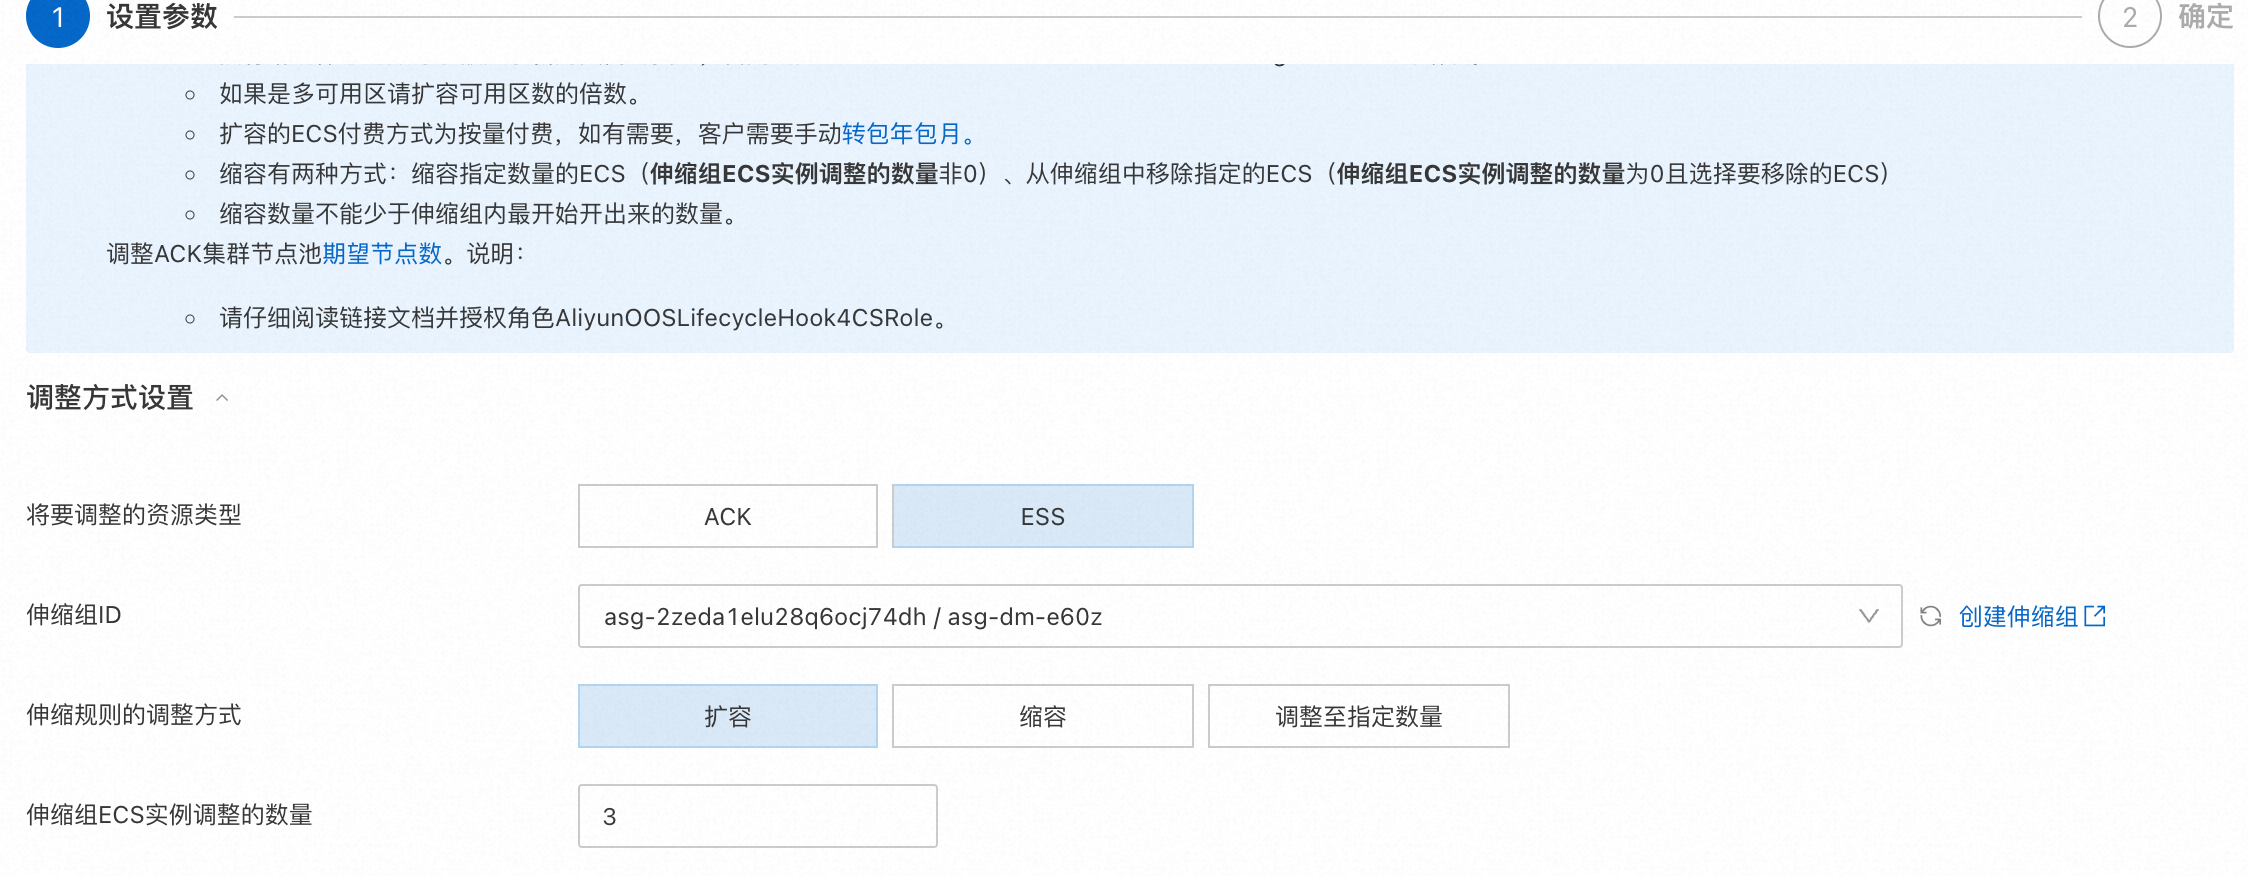 1 设置参数 2 确定
如果是多可用区请扩容可用区数的倍数。
扩容的ECS付费方式为按量付费，如有需要，客户需要手动转包年包月。
缩容有两种方式：缩容指定数量的ECS（伸缩组ECS实例调整的数量非0）、从伸缩组中移除指定的ECS（伸缩组ECS实例调整的数量为0且选择要移除的ECS）
缩容数量不能少于伸缩组内最开始开出来的数量。
调整ACK集群节点池期望节点数。说明：
请仔细阅读链接文档并授权角色AliyunOOSLifecycleHook4CSRole。
调整方式设置
将要调整的资源类型 ACK ESS
伸缩组ID asg-2zeda1elu28q6ocj74dh / asg-dm-e60z 创建伸缩组
伸缩规则的调整方式 扩容 缩容 调整至指定数量
伸缩组ECS实例调整的数量 3